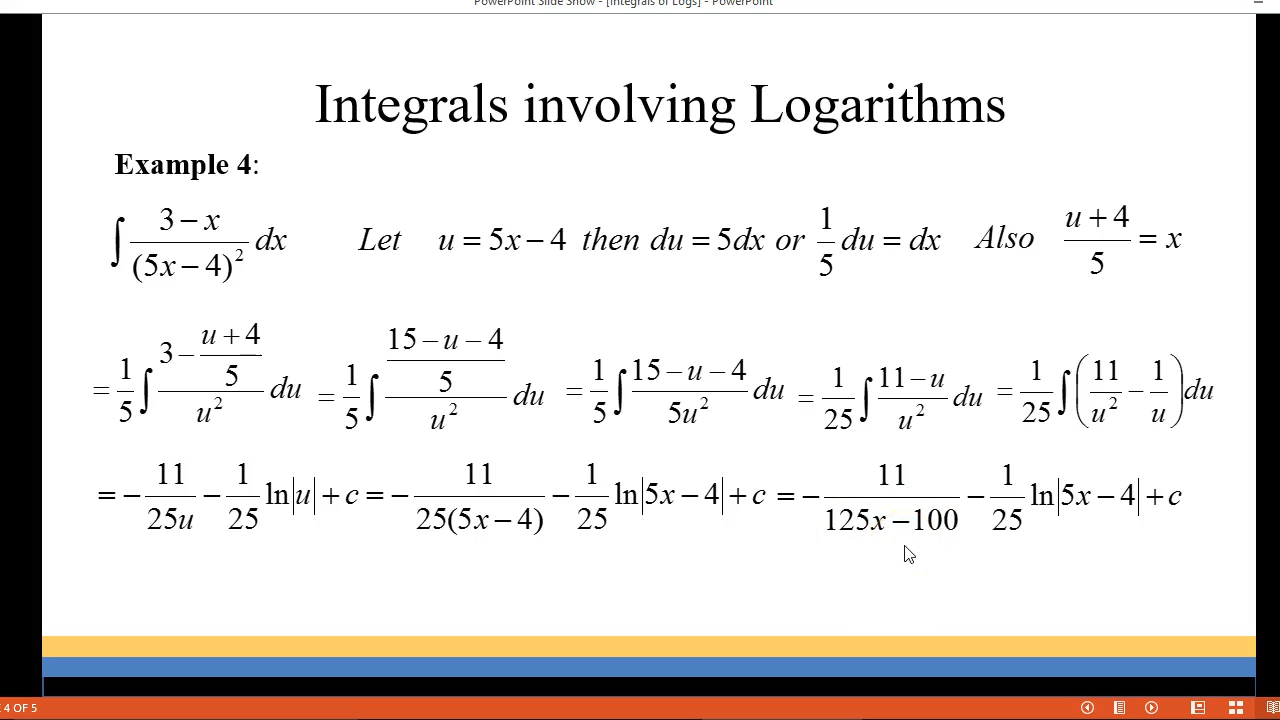 PowerPoint Slide Show - [Integrals of Logs] - PowerPoint
Integrals involving Logarithms
Example 4:
∫ (3 − x)/(5x − 4)² dx Let u = 5x − 4 then du = 5dx or 1/5 du = dx Also (u + 4)/5 = x
= 1/5 ∫ (3 − (u + 4)/5)/u² du = 1/5 ∫ ((15 − u − 4)/5)/u² du = 1/5 ∫ (15 − u − 4)/5u² du = 1/25 ∫ (11 − u)/u² du = 1/25 ∫ (11/u² − 1/u) du
= − 11/25u − 1/25 ln|u| + c = − 11/25(5x − 4) − 1/25 ln|5x − 4| + c = − 11/(125x − 100) − 1/25 ln|5x − 4| + c
4 OF 5